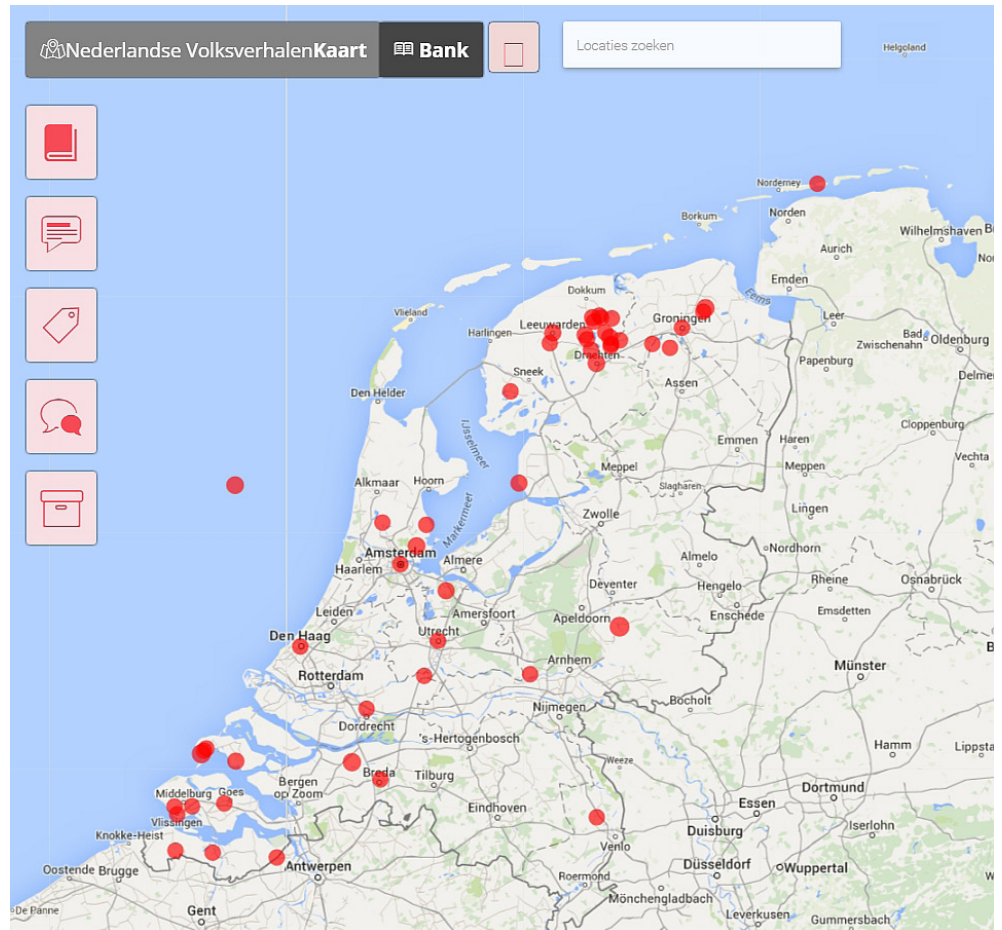 Nederlandse VolksverhalenKaart
Bank
Locaties zoeken
Helgoland
Norderney
Norden
Borkum
Wilhelmshaven
Aurich
Emden
Dokkum
Eems
Vlieland
Leer
Harlingen
Leeuwarden
Groningen
Bad Zwischenahn
Oldenburg
Drachten
Papenburg
Sneek
Assen
Den Helder
Delme
Cloppenburg
IJsselmeer
Emmen
Haren
Vechta
Meppel
Meppen
Alkmaar
Hoorn
Slagharen
Markermeer
Zwolle
Lingen
Amsterdam
Almere
Almelo
Nordhorn
Haarlem
Deventer
Hengelo
Rheine
Osnabrück
Leiden
Amersfoort
Apeldoorn
Enschede
Emsdetten
Den Haag
Utrecht
Arnhem
Münster
Rotterdam
Nijmegen
Bocholt
Dordrecht
's-Hertogenbosch
Hamm
Lippsta
Weeze
Breda
Tilburg
Bergen op Zoom
Middelburg
Goes
Dortmund
Eindhoven
Essen
Vlissingen
Iserlohn
Knokke-Heist
Duisburg
Venlo
Oostende
Brugge
Antwerpen
Düsseldorf
Wuppertal
Roermond
Mönchengladbach
De Panne
Gent
Leverkusen
Gummersbach